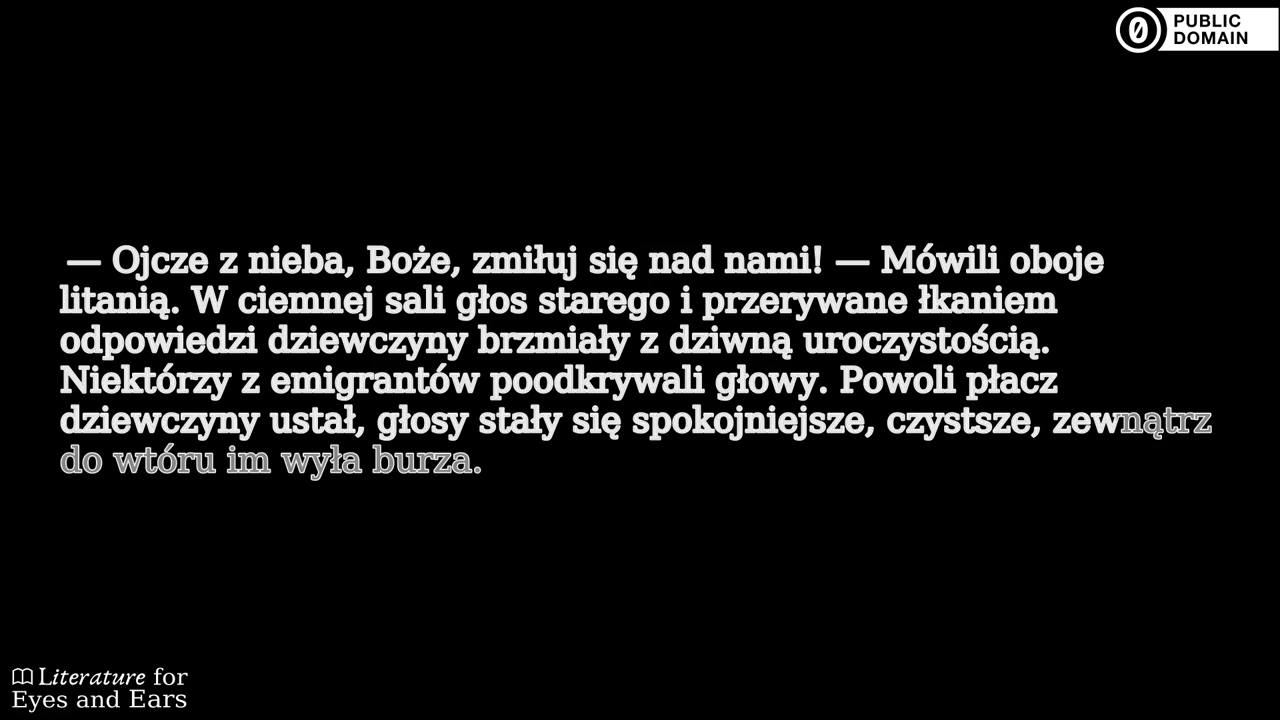 PUBLIC
DOMAIN
— Ojcze z nieba, Boże, zmiłuj się nad nami! — Mówili oboje
litanią. W ciemnej sali głos starego i przerywane łkaniem
odpowiedzi dziewczyny brzmiały z dziwną uroczystością.
Niektórzy z emigrantów poodkrywali głowy. Powoli płacz
dziewczyny ustał, głosy stały się spokojniejsze, czystsze, zewnątrz
do wtóru im wyła burza.
Literature for
Eyes and Ears